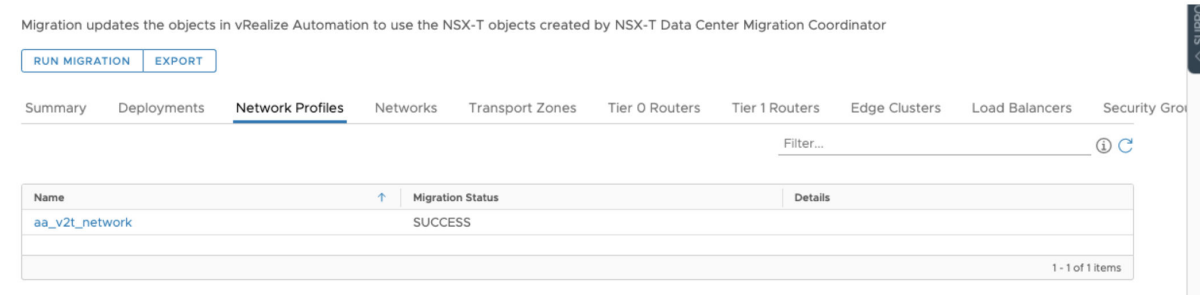 Migration updates the objects in vRealize Automation to use the NSX-T objects created by NSX-T Data Center Migration Coordinator
RUN MIGRATION EXPORT
Summary Deployments Network Profiles Networks Transport Zones Tier 0 Routers Tier 1 Routers Edge Clusters Load Balancers Security Grou
Filter...
Name Migration Status Details
aa_v2t_network SUCCESS
1 - 1 of 1 items